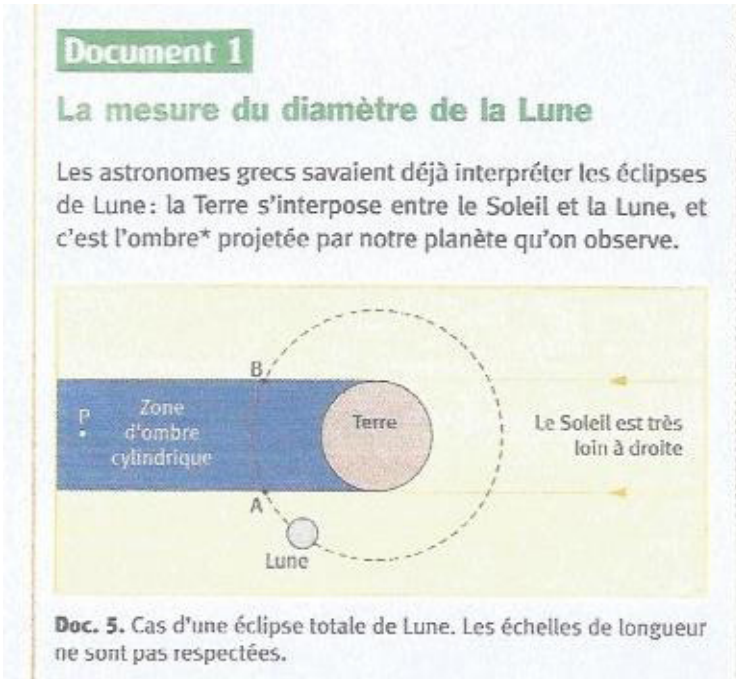 Document 1
La mesure du diamètre de la Lune
Les astronomes grecs savaient déjà interpréter les éclipses
de Lune : la Terre s'interpose entre le Soleil et la Lune, et
c'est l'ombre* projetée par notre planète qu'on observe.
B
P
Zone
d'ombre
cylindrique
Terre
Le Soleil est très
loin à droite
A
Lune
Doc. 5. Cas d'une éclipse totale de Lune. Les échelles de longueur
ne sont pas respectées.